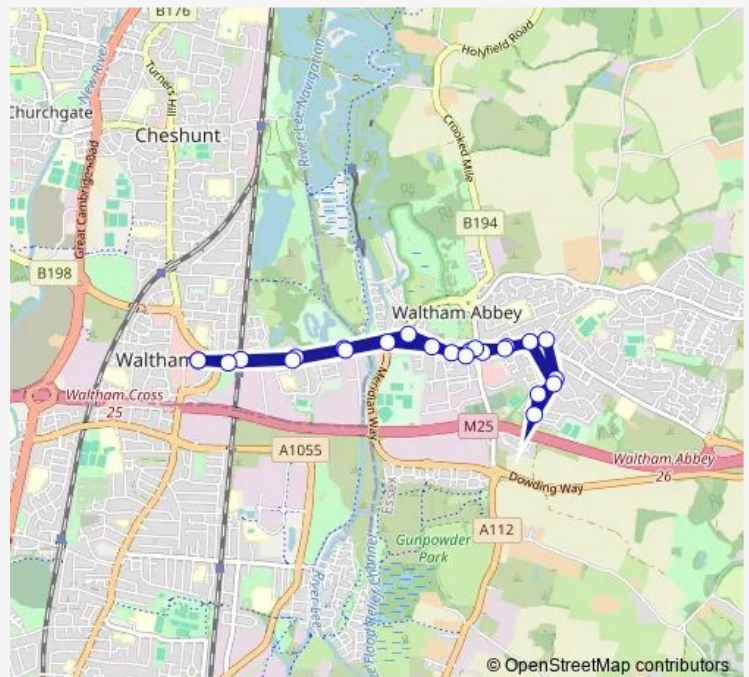 B176
Holyfield Road
New River
Turners Hill
Churchgate
Cheshunt
River Lee Navigation
Crooked Mile
Great Cambridge Road
B194
B198
Waltham Abbey
Waltham
Waltham Cross
25
Meridian Way
M25
A1055
Waltham Abbey
26
Essex
Dowding Way
A112
Gunpowder
Park
River Lee
Flood Relief Channel
© OpenStreetMap contributors